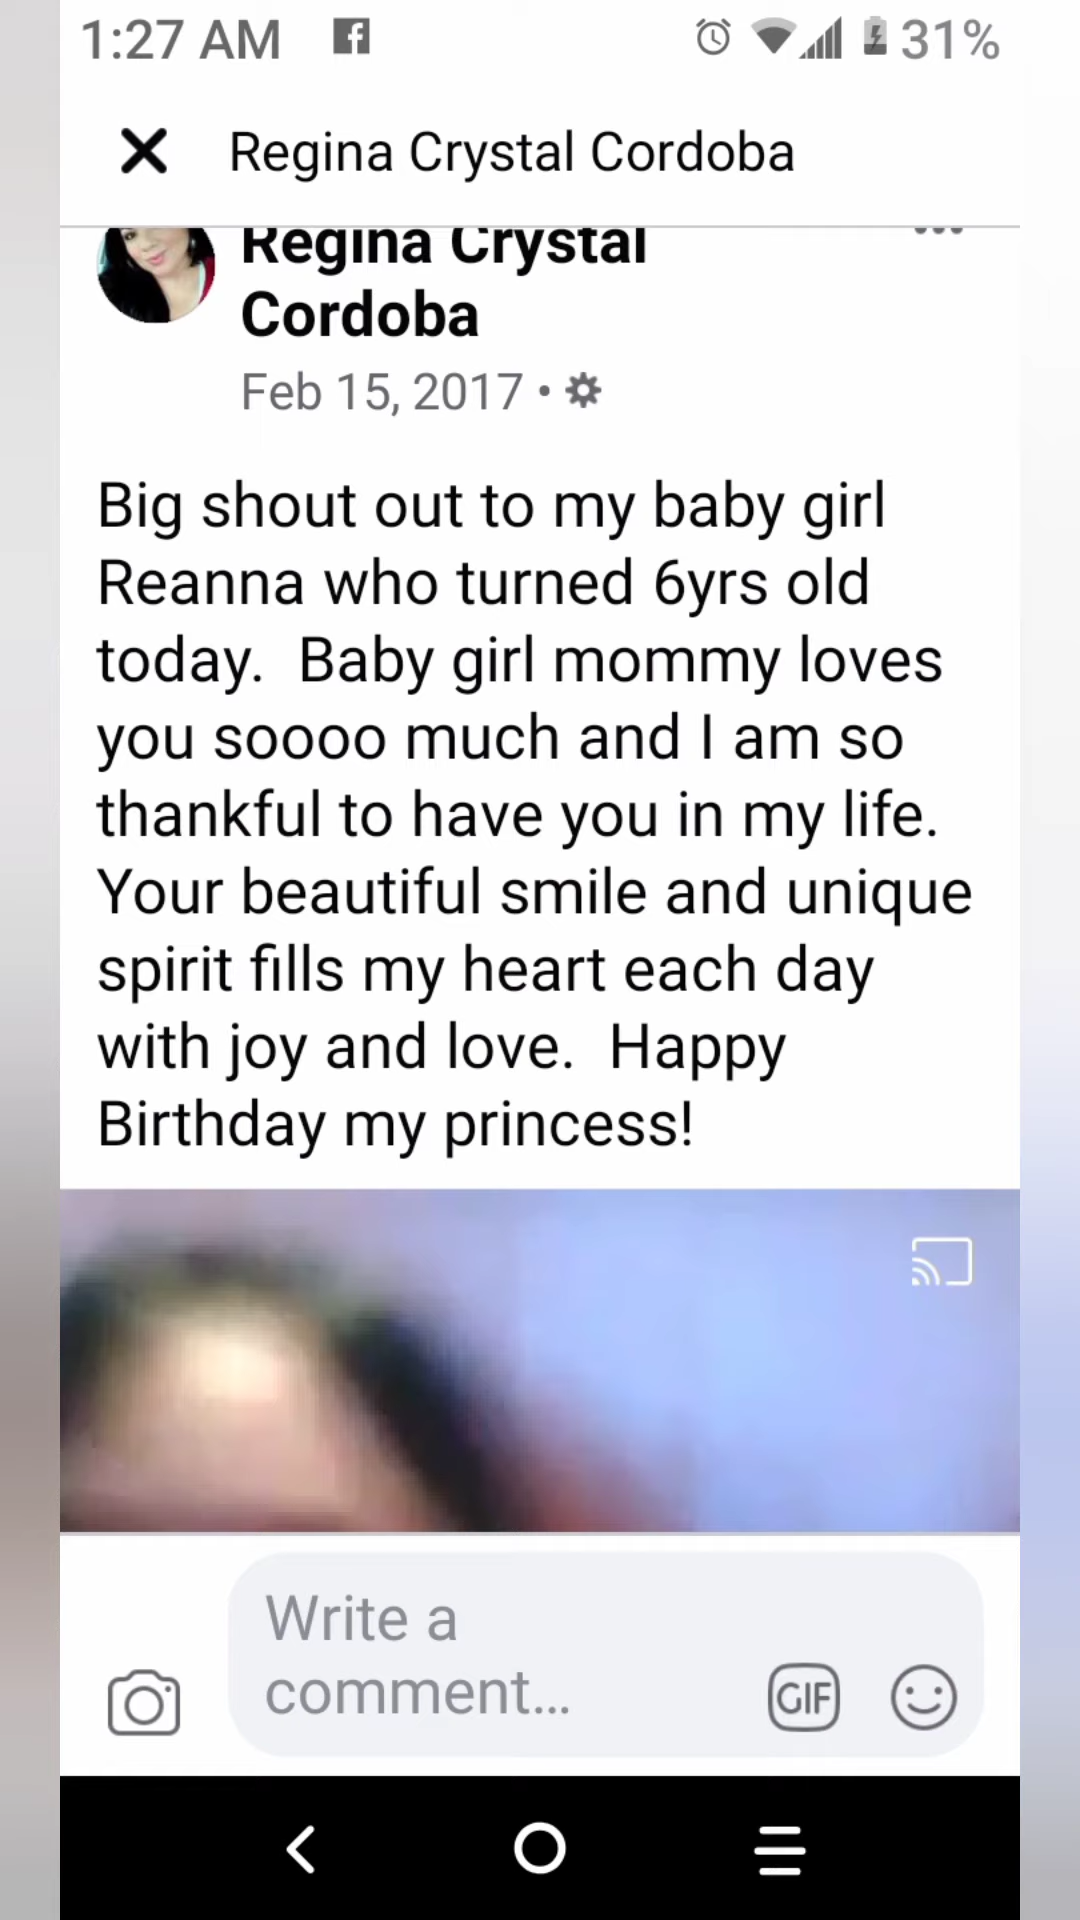 1:27 AM
31%
Regina Crystal Cordoba
Regina Crystal
Cordoba
Feb 15, 2017 •
Big shout out to my baby girl
Reanna who turned 6yrs old
today.  Baby girl mommy loves
you soooo much and I am so
thankful to have you in my life.
Your beautiful smile and unique
spirit fills my heart each day
with joy and love.  Happy
Birthday my princess!
Write a
comment...
GIF